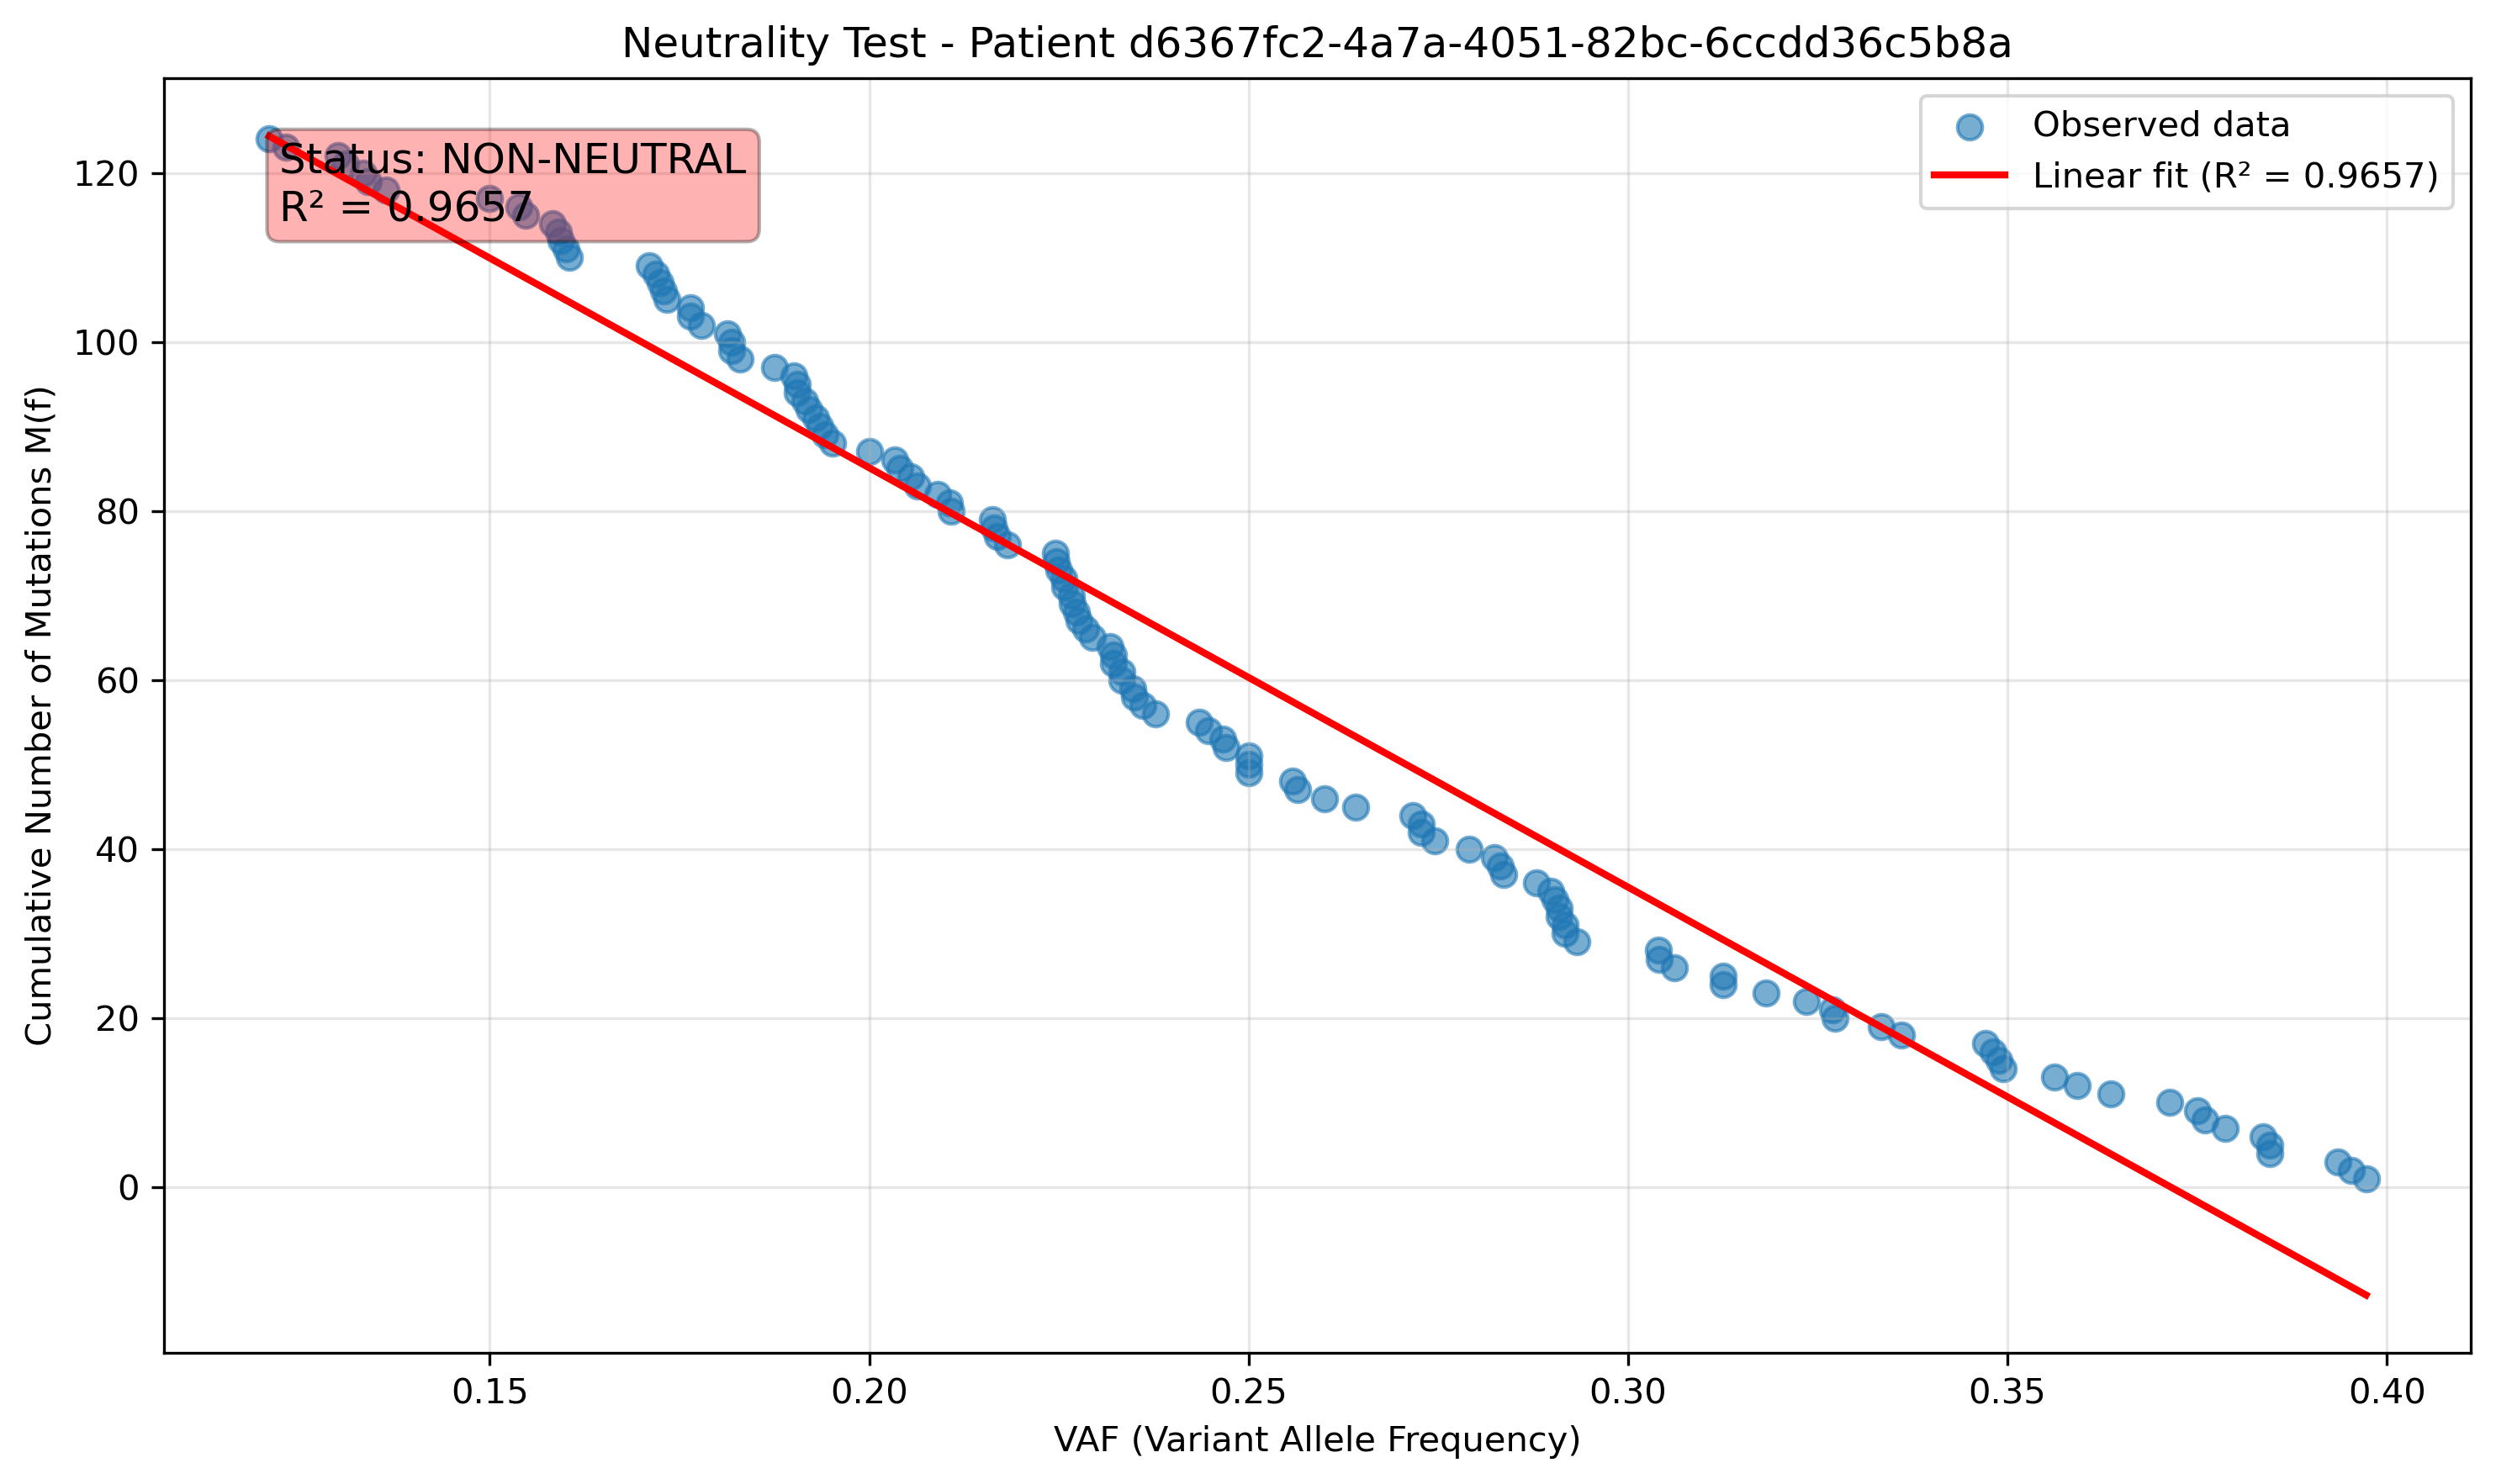 Neutrality Test - Patient d6367fc2-4a7a-4051-82bc-6ccdd36c5b8a
Status: NON-NEUTRAL
R² = 0.9657
Observed data
Linear fit (R² = 0.9657)
Cumulative Number of Mutations M(f)
120
100
80
60
40
20
0
0.15
0.20
0.25
0.30
0.35
0.40
VAF (Variant Allele Frequency)